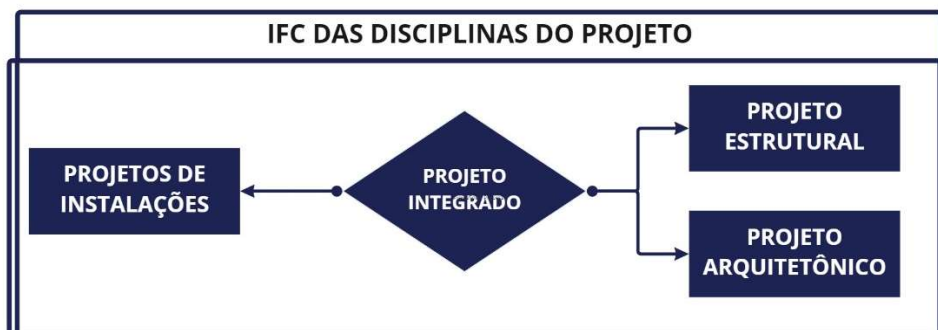 IFC DAS DISCIPLINAS DO PROJETO
PROJETOS DE
INSTALAÇÕES
PROJETO
INTEGRADO
PROJETO
ESTRUTURAL
PROJETO
ARQUITETÔNICO